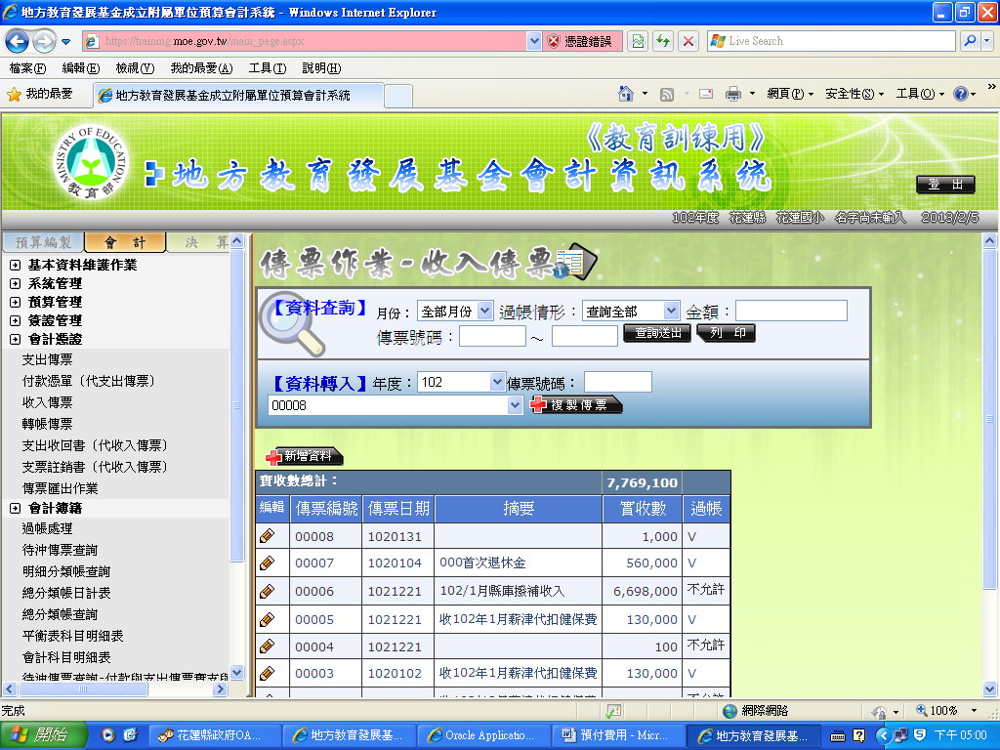 地方教育發展基金成立附屬單位預算會計系統 - Windows Internet Explorer
https://training.moe.gov.tw/main_page.aspx
憑證錯誤
Live Search
檔案(F) 編輯(E) 檢視(V) 我的最愛(A) 工具(T) 說明(H)
我的最愛 地方教育發展基金成立附屬單位預算會計系統
網頁(P) 安全性(S) 工具(O)
MINISTRY OF EDUCATION
教育部
《教育訓練用》
地方教育發展基金會計資訊系統
登 出
102年度 花蓮縣 花蓮國小 名字尚未輸入 2013/2/5
預算編製 會 計 決 算
基本資料維護作業
系統管理
預算管理
簽證管理
會計憑證
支出傳票
付款憑單〔代支出傳票〕
收入傳票
轉帳傳票
支出收回書〔代收入傳票〕
支票註銷書〔代收入傳票〕
傳票匯出作業
會計簿籍
過帳處理
待沖傳票查詢
明細分類帳查詢
總分類帳日計表
總分類帳查詢
平衡表科目明細表
會計科目明細表
待沖傳票查詢-付款與支出傳票實支與
傳票作業-收入傳票
【資料查詢】 月份： 全部月份 過帳情形： 查詢全部 金額：
傳票號碼： ～ 查詢送出 列 印
【資料轉入】 年度： 102 傳票號碼：
00008 複製傳票
新增資料
實收數總計： 7,769,100
編輯 傳票編號 傳票日期 摘要 實收數 過帳
00008 1020131 1,000 V
00007 1020104 000首次退休金 560,000 V
00006 1021221 102/1月縣庫撥補收入 6,698,000 不允許
00005 1021221 收102年1月薪津代扣健保費 130,000 V
00004 1021221 100 不允許
00003 1020102 收102年1月薪津代扣健保費 130,000 V
完成 網際網路 100%
開始 花蓮縣政府OA... 地方教育發展基... Oracle Applicatio... 預付費用 - Micr... 地方教育發展基... 下午 05:00